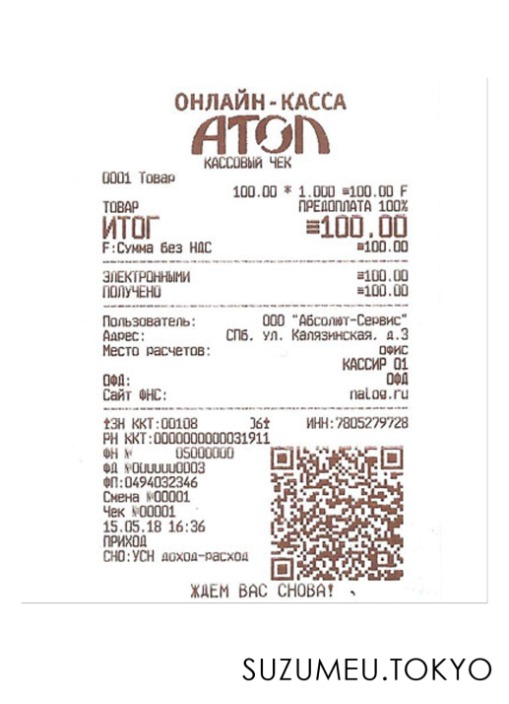 ОНЛАЙН-КАССА
АТОЛ
КАССОВЫЙ ЧЕК
0001 Товар
100.00 * 1.000 ≡100.00 F
ТОВАР ПРЕДОПЛАТА 100%
ИТОГ ≡100.00
F:Сумма без НДС ≡100.00
ЭЛЕКТРОННЫМИ ≡100.00
ПОЛУЧЕНО ≡100.00
Пользователь: ООО "Абсолют-Сервис"
Адрес: СПб. ул. Калязинская, д.3
Место расчетов: ОФИС
КАССИР 01
ОФД: ОФД
Сайт ФНС: nalog.ru
ЗН ККТ:00108 ИНН:7805279728
РН ККТ:0000000000031911
ФН № 05000000
ФД №0000000003
ФП:0494032346
Смена №00001
Чек №00001
15.05.18 16:36
ПРИХОД
СНО:УСН доход-расход
ЖДЕМ ВАС СНОВА!
SUZUMEU.TOKYO